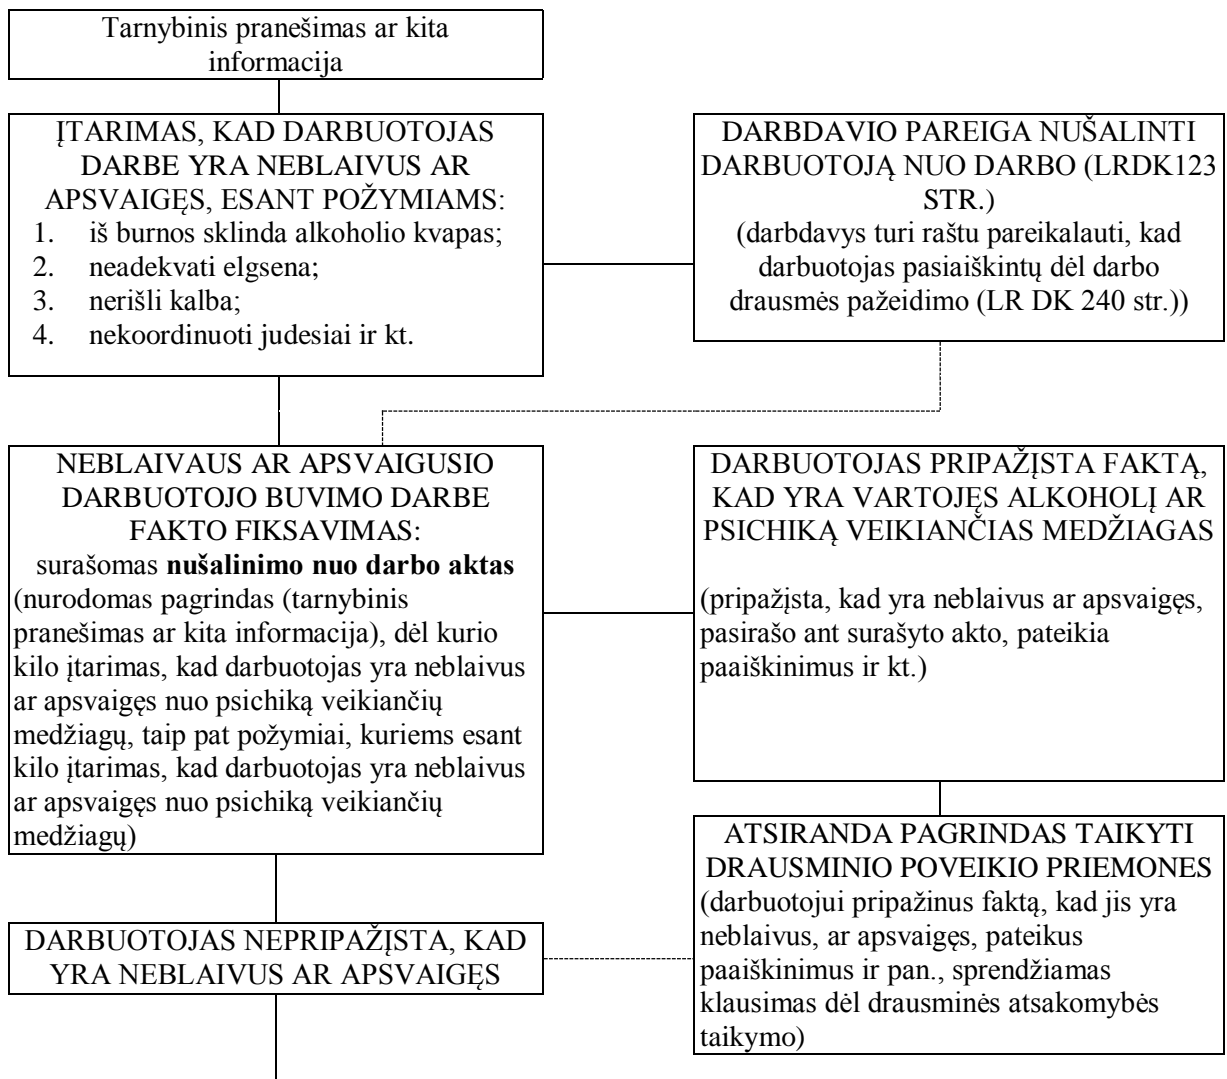 Tarnybinis pranešimas ar kita
informacija
ĮTARIMAS, KAD DARBUOTOJAS
DARBE YRA NEBLAIVUS AR
APSVAIGĘS, ESANT POŽYMIAMS:
1. iš burnos sklinda alkoholio kvapas;
2. neadekvati elgsena;
3. nerišli kalba;
4. nekoordinuoti judesiai ir kt.
DARBDAVIO PAREIGA NUŠALINTI
DARBUOTOJĄ NUO DARBO (LRDK123
STR.)
(darbdavys turi raštu pareikalauti, kad
darbuotojas pasiaiškintų dėl darbo
drausmės pažeidimo (LR DK 240 str.))
NEBLAIVAUS AR APSVAIGUSIO
DARBUOTOJO BUVIMO DARBE
FAKTO FIKSAVIMAS:
surašomas nušalinimo nuo darbo aktas
(nurodomas pagrindas (tarnybinis
pranešimas ar kita informacija), dėl kurio
kilo įtarimas, kad darbuotojas yra neblaivus
ar apsvaigęs nuo psichiką veikiančių
medžiagų, taip pat požymiai, kuriems esant
kilo įtarimas, kad darbuotojas yra neblaivus
ar apsvaigęs nuo psichiką veikiančių
medžiagų)
DARBUOTOJAS PRIPAŽĮSTA FAKTĄ,
KAD YRA VARTOJĘS ALKOHOLĮ AR
PSICHIKĄ VEIKIANČIAS MEDŽIAGAS
(pripažįsta, kad yra neblaivus ar apsvaigęs,
pasirašo ant surašyto akto, pateikia
paaiškinimus ir kt.)
ATSIRANDA PAGRINDAS TAIKYTI
DRAUSMINIO POVEIKIO PRIEMONES
(darbuotojui pripažinus faktą, kad jis yra
neblaivus, ar apsvaigęs, pateikus
paaiškinimus ir pan., sprendžiamas
klausimas dėl drausminės atsakomybės
taikymo)
DARBUOTOJAS NEPRIPAŽĮSTA, KAD
YRA NEBLAIVUS AR APSVAIGĘS